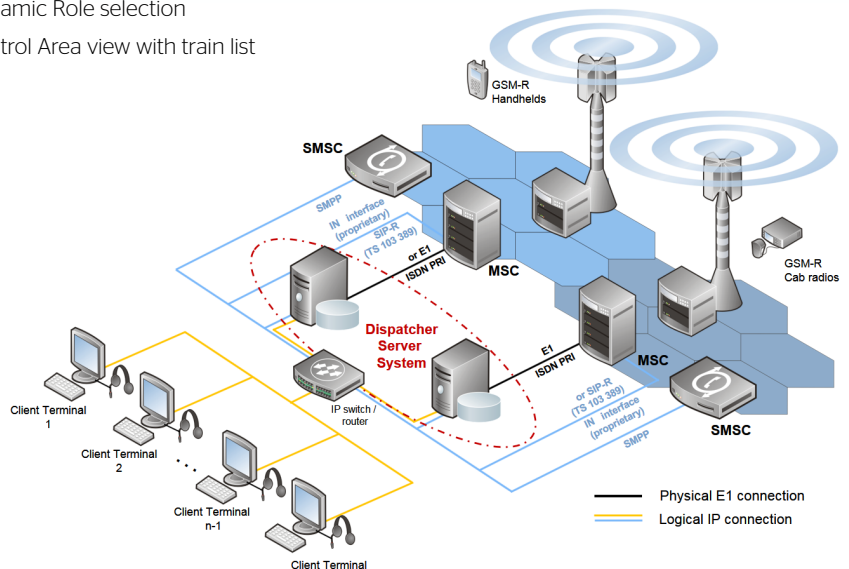 amic Role selection
trol Area view with train list
GSM-R
Handhelds
SMSC
SMPP
IN interface
(proprietary)
SiP-R
(TS 103 389)
or E1
ISDN PRI
MSC
GSM-R
Cab radios
Dispatcher
Server
System
E1
ISDN PRI
MSC
or SiP-R
(TS 103 389)
IN interface
(proprietary)
SMPP
SMSC
IP switch /
router
Client Terminal
1
Client Terminal
2
Client Terminal
n-1
Client Terminal
Physical E1 connection
Logical IP connection